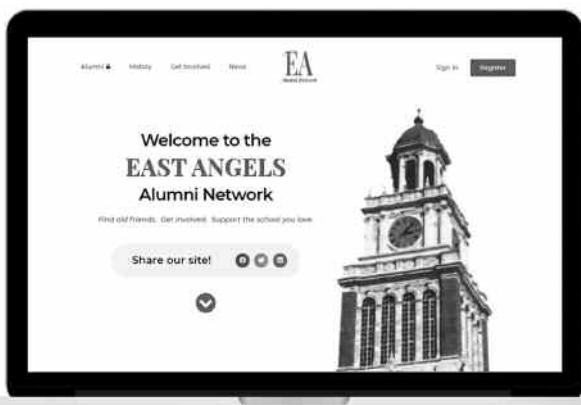 Alumni
History
Get Involved
News
EA
Sign In
Register
Welcome to the
EAST ANGELS
Alumni Network
Find old friends. Get involved. Support the school you love.
Share our site!